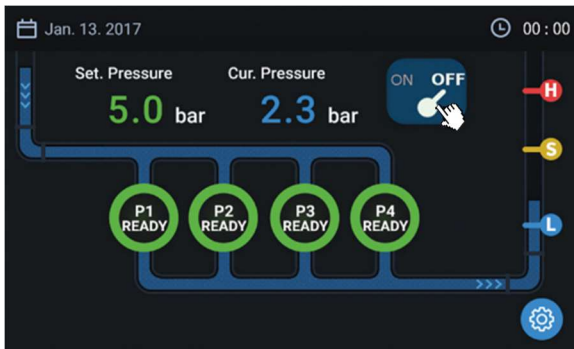 Jan. 13. 2017
00 : 00
Set. Pressure
Cur. Pressure
5.0 bar
2.3 bar
ON OFF
H
S
P1
READY
P2
READY
P3
READY
P4
READY
L